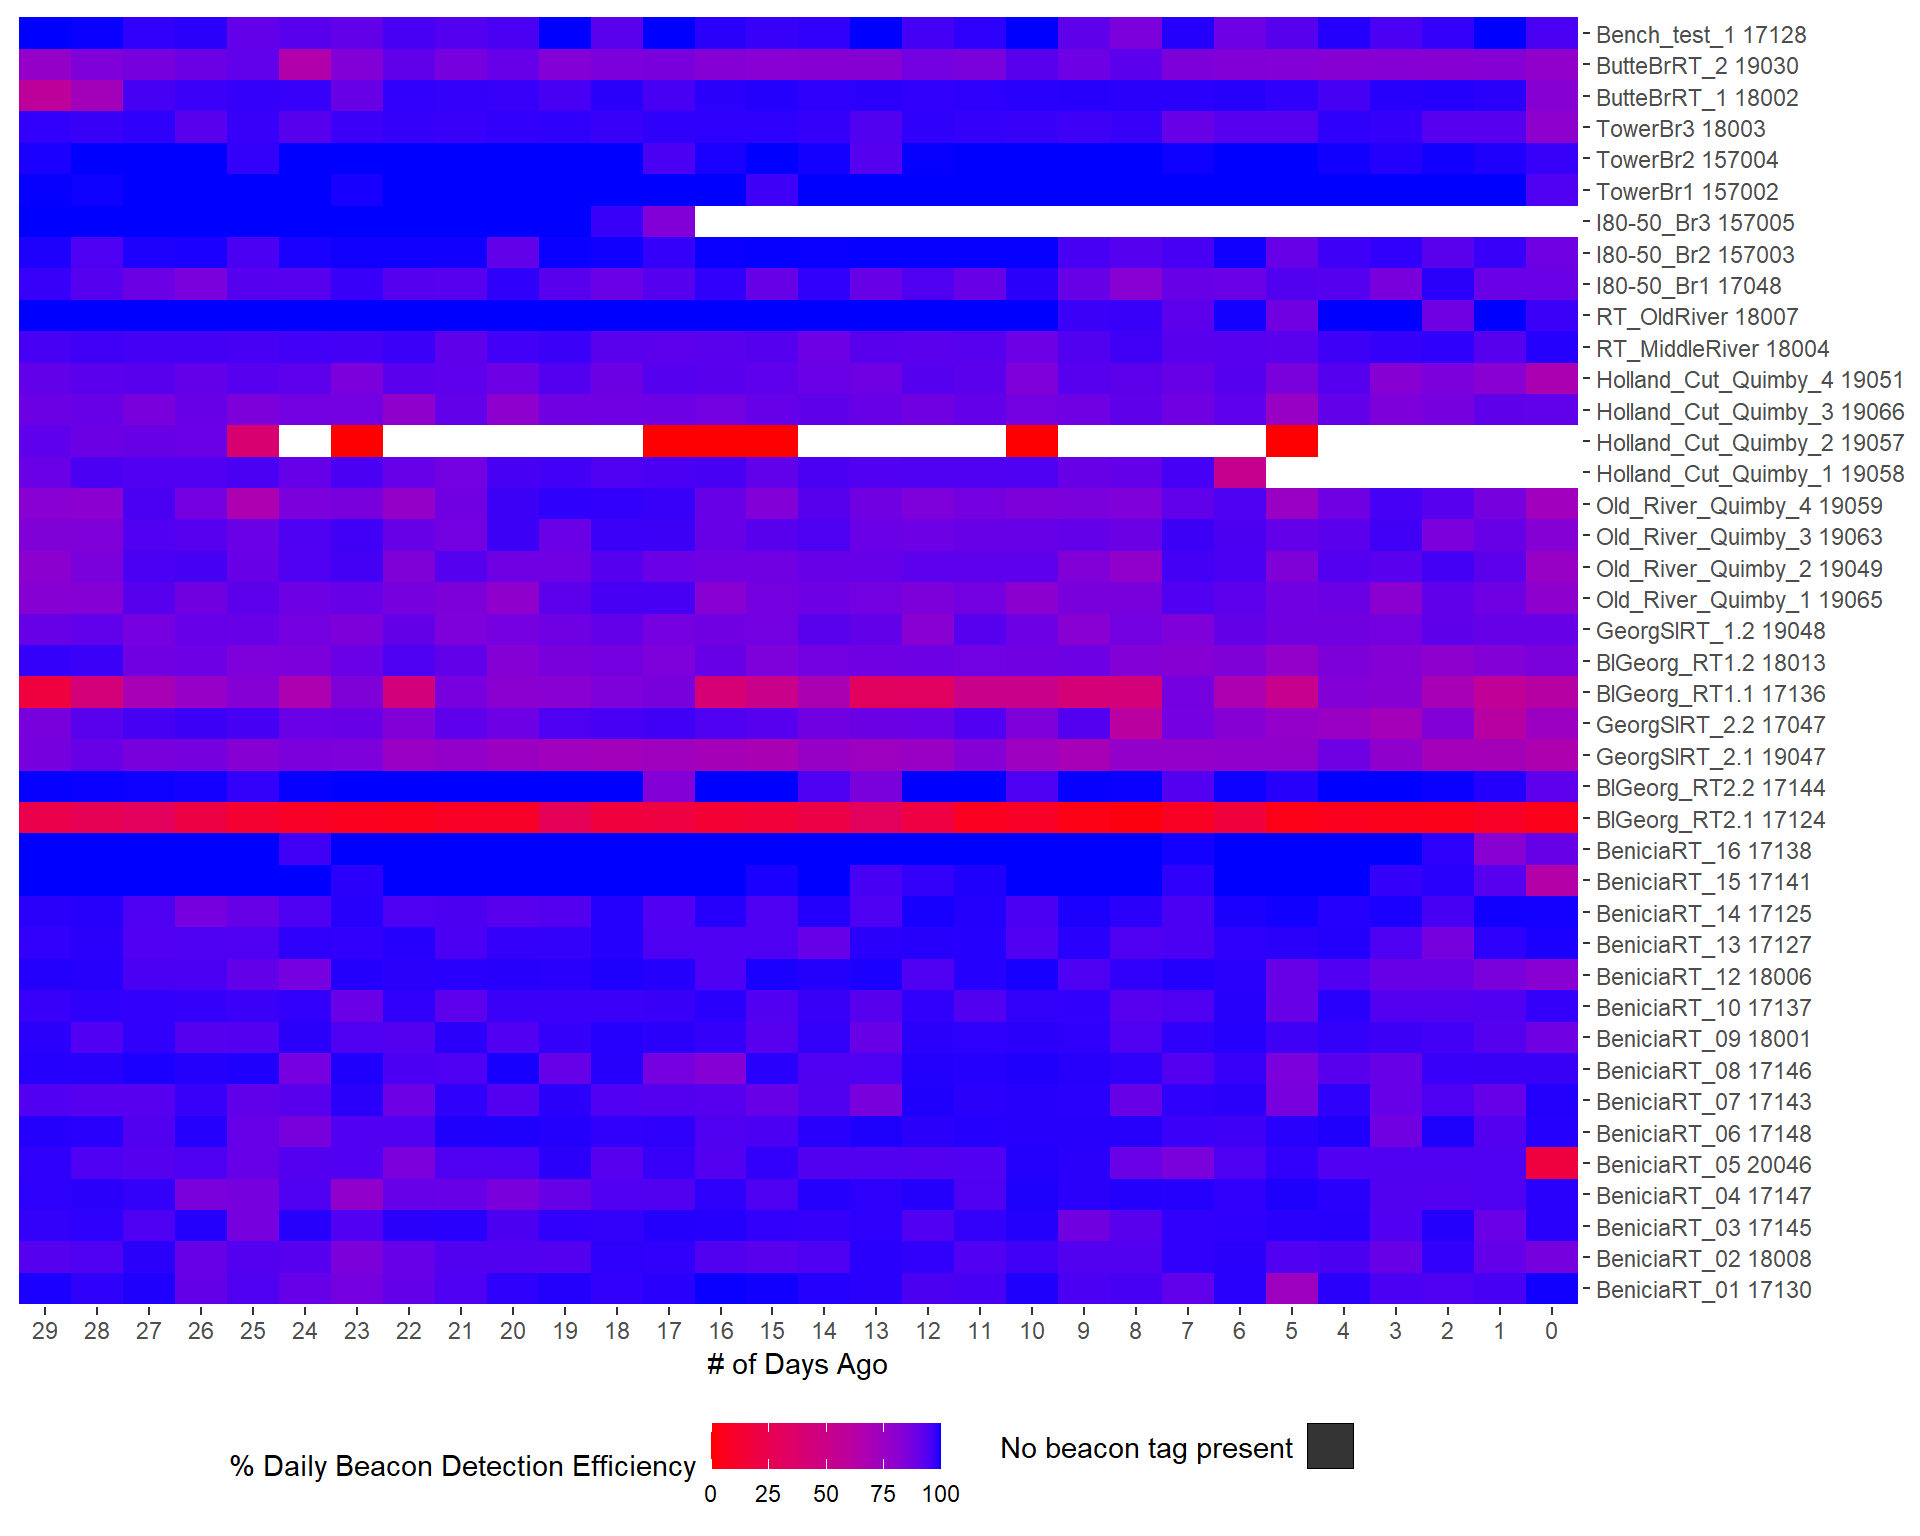 Bench_test_1 17128
ButteBrRT_2 19030
ButteBrRT_1 18002
TowerBr3 18003
TowerBr2 157004
TowerBr1 157002
I80-50_Br3 157005
I80-50_Br2 157003
I80-50_Br1 17048
RT_OldRiver 18007
RT_MiddleRiver 18004
Holland_Cut_Quimby_4 19051
Holland_Cut_Quimby_3 19066
Holland_Cut_Quimby_2 19057
Holland_Cut_Quimby_1 19058
Old_River_Quimby_4 19059
Old_River_Quimby_3 19063
Old_River_Quimby_2 19049
Old_River_Quimby_1 19065
GeorgSlRT_1.2 19048
BlGeorg_RT1.2 18013
BlGeorg_RT1.1 17136
GeorgSlRT_2.2 17047
GeorgSlRT_2.1 19047
BlGeorg_RT2.2 17144
BlGeorg_RT2.1 17124
BeniciaRT_16 17138
BeniciaRT_15 17141
BeniciaRT_14 17125
BeniciaRT_13 17127
BeniciaRT_12 18006
BeniciaRT_10 17137
BeniciaRT_09 18001
BeniciaRT_08 17146
BeniciaRT_07 17143
BeniciaRT_06 17148
BeniciaRT_05 20046
BeniciaRT_04 17147
BeniciaRT_03 17145
BeniciaRT_02 18008
BeniciaRT_01 17130
29 28 27 26 25 24 23 22 21 20 19 18 17 16 15 14 13 12 11 10 9 8 7 6 5 4 3 2 1 0
# of Days Ago
% Daily Beacon Detection Efficiency
0 25 50 75 100
No beacon tag present